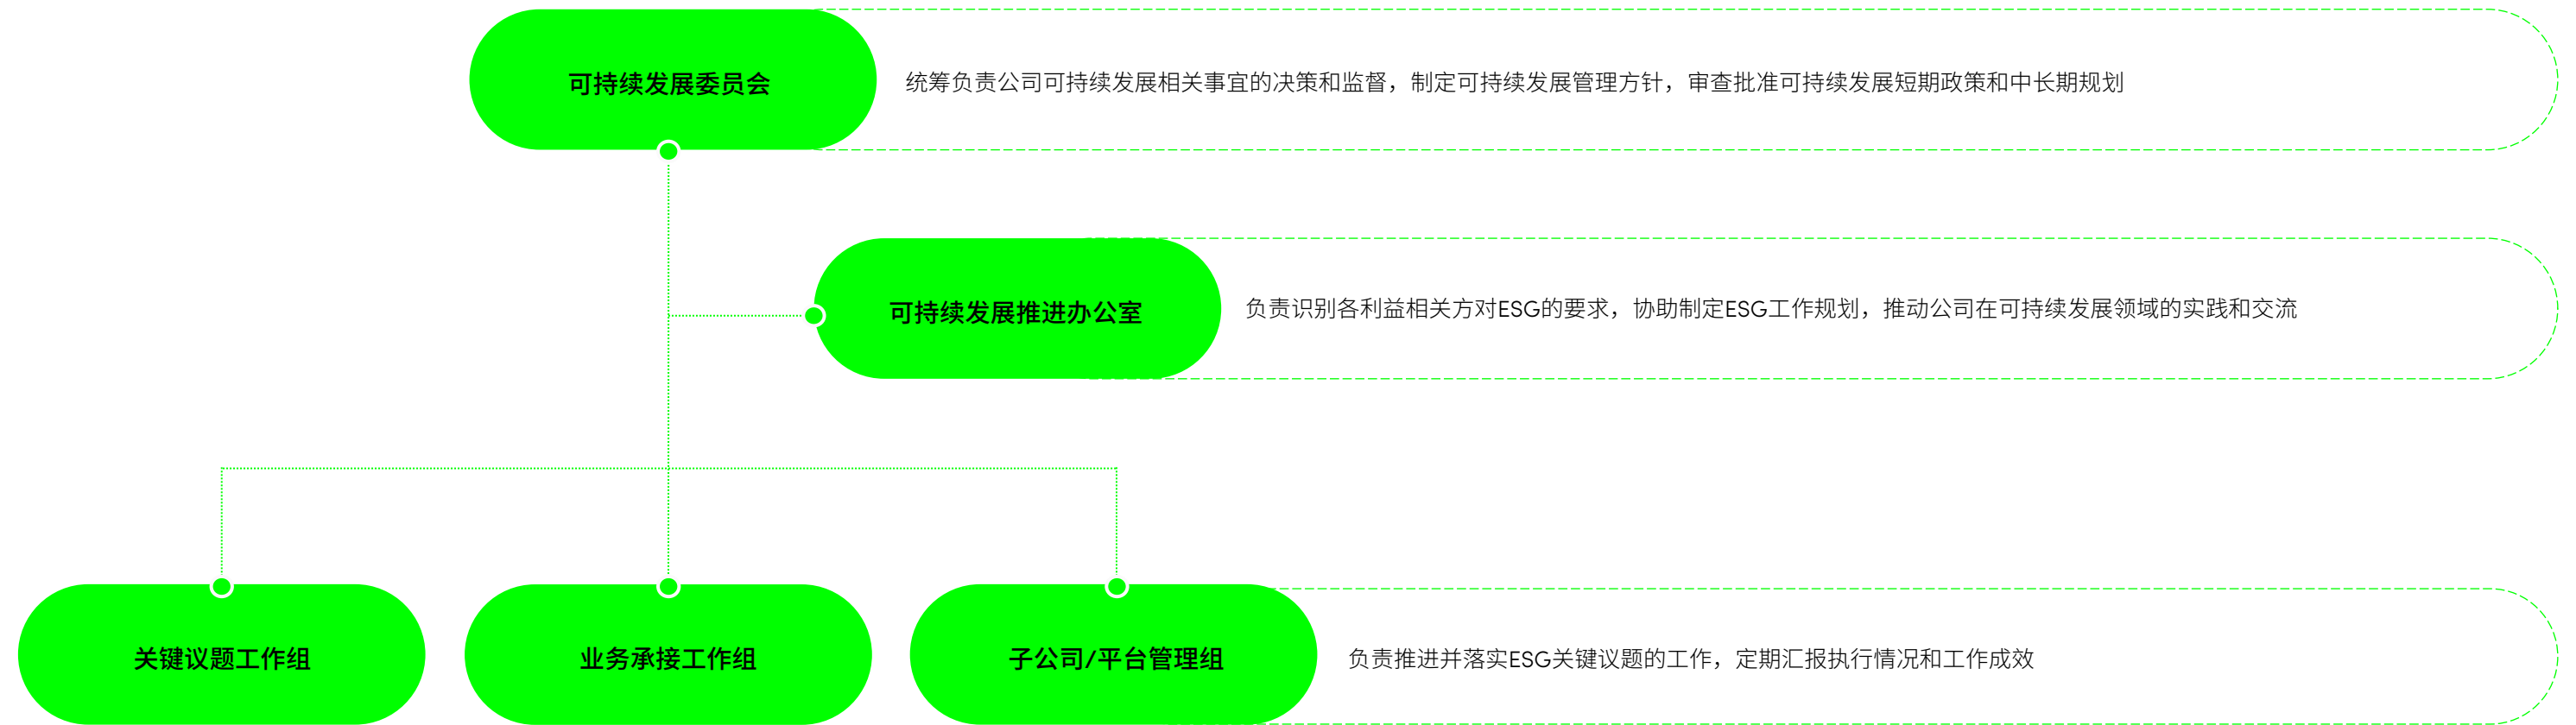 可持续发展委员会
统筹负责公司可持续发展相关事宜的决策和监督，制定可持续发展管理方针，审查批准可持续发展短期政策和中长期规划
可持续发展推进办公室
负责识别各利益相关方对ESG的要求，协助制定ESG工作规划，推动公司在可持续发展领域的实践和交流
关键议题工作组
业务承接工作组
子公司/平台管理组
负责推进并落实ESG关键议题的工作，定期汇报执行情况和工作成效